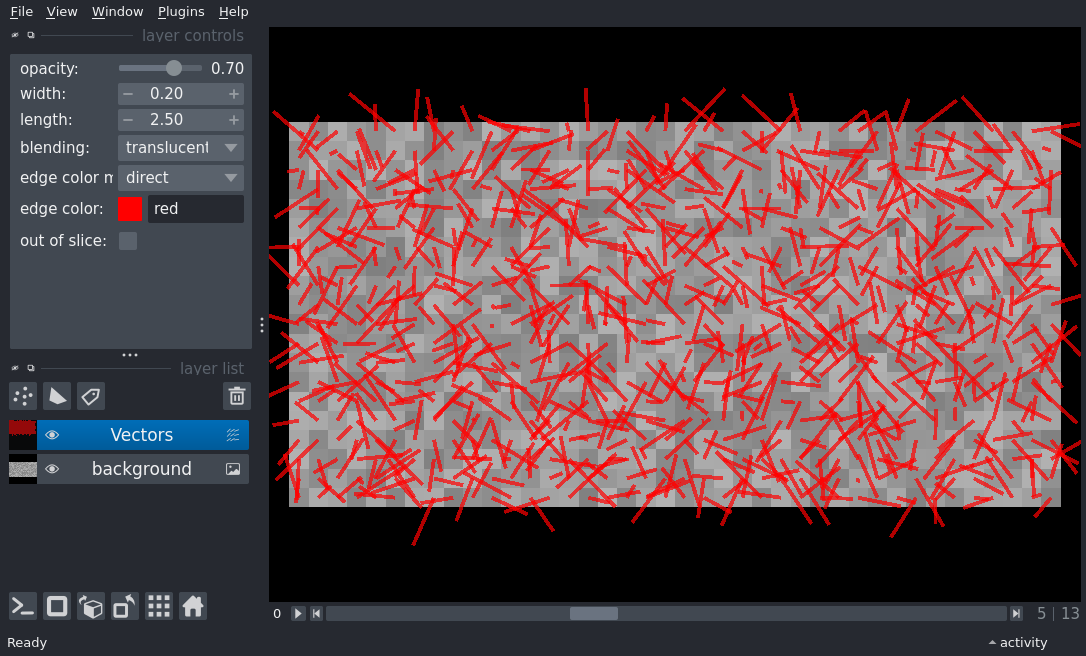 File View Window Plugins Help
layer controls
opacity: 0.70
width: 0.20
length: 2.50
blending: translucent
edge color m direct
edge color: red
out of slice:
layer list
Vectors
background
0 5 13
Ready activity